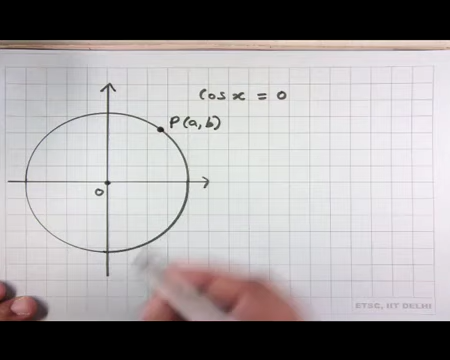 cos x = 0
P(a, b)
O
ETSC, IIT DELHI